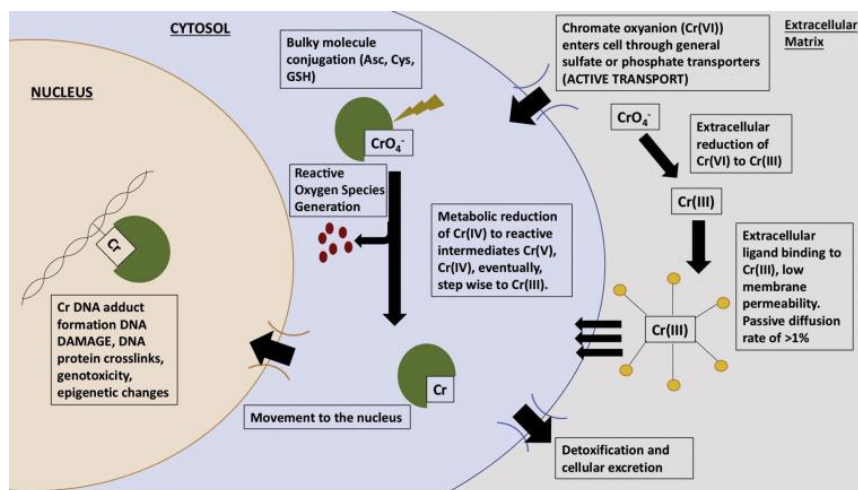 CYTOSOL
NUCLEUS
Bulky molecule
conjugation (Asc, Cys,
GSH)
CrO₄⁻
Reactive
Oxygen Species
Generation
Metabolic reduction
of Cr(IV) to reactive
intermediates Cr(V),
Cr(IV), eventually,
step wise to Cr(III).
Cr
Cr DNA adduct
formation DNA
DAMAGE, DNA
protein crosslinks,
genotoxicity,
epigenetic changes
Movement to the nucleus
Cr
Chromate oxyanion (Cr(VI))
enters cell through general
sulfate or phosphate transporters
(ACTIVE TRANSPORT)
Extracellular
Matrix
CrO₄⁻
Extracellular
reduction of
Cr(VI) to Cr(III)
Cr(III)
Extracellular
ligand binding to
Cr(III), low
membrane
permeability.
Passive diffusion
rate of >1%
Cr(III)
Detoxification and
cellular excretion